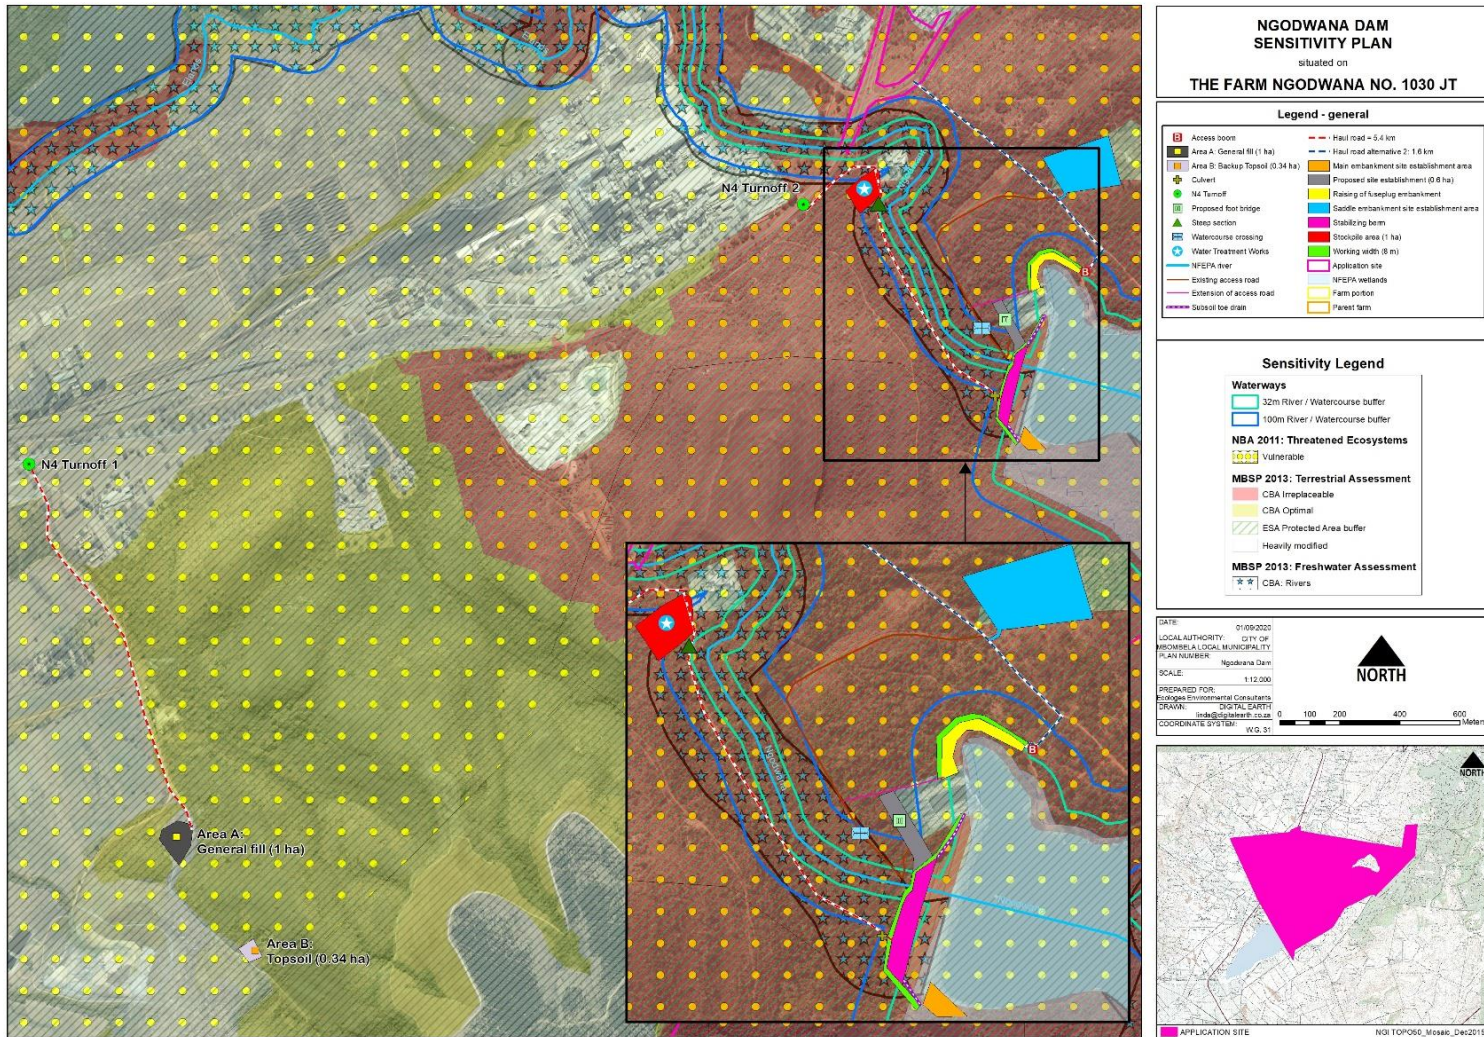 NGODWANA DAM
SENSITIVITY PLAN
situated on
THE FARM NGODWANA NO. 1030 JT
Legend - general
Access boom
Area A: General fill (1 ha)
Area B: Backup Topsoil (0.34 ha)
Culvert
N4 Turnoff
Proposed foot bridge
Steep section
Watercourse crossing
Water Treatment Works
NFEPA river
Existing access road
Extension of access road
Subsoil toe drain
Haul road = 5.4 km
Haul road alternative 2: 1.6 km
Main embankment site establishment area
Proposed site establishment (0.6 ha)
Raising of fuseplug embankment
Saddle embankment site establishment area
Stabilizing berm
Stockpile area (1 ha)
Working width (8 m)
Application site
NFEPA wetlands
Farm portion
Parent farm
Sensitivity Legend
Waterways
32m River / Watercourse buffer
100m River / Watercourse buffer
NBA 2011: Threatened Ecosystems
Vulnerable
MBSP 2013: Terrestrial Assessment
CBA Irreplaceable
CBA Optimal
ESA Protected Area buffer
Heavily modified
MBSP 2013: Freshwater Assessment
CBA: Rivers
DATE: 01/09/2020
LOCAL AUTHORITY: CITY OF
MBOMBELA LOCAL MUNICIPALITY
PLAN NUMBER:
Ngodwana Dam
SCALE:
1:12,000
PREPARED FOR:
Ecoleges Environmental Consultants
DRAWN: DIGITAL EARTH
linda@digitalearth.co.za
COORDINATE SYSTEM:
W.G. 31
NORTH
0 100 200 400 600
Meters
NORTH
APPLICATION SITE
NGI TOPO50_Mosaic_Dec2019
N4 Turnoff 2
N4 Turnoff 1
Area A:
General fill (1 ha)
Area B:
Topsoil (0.34 ha)
Elands
Ngodwana
B
B